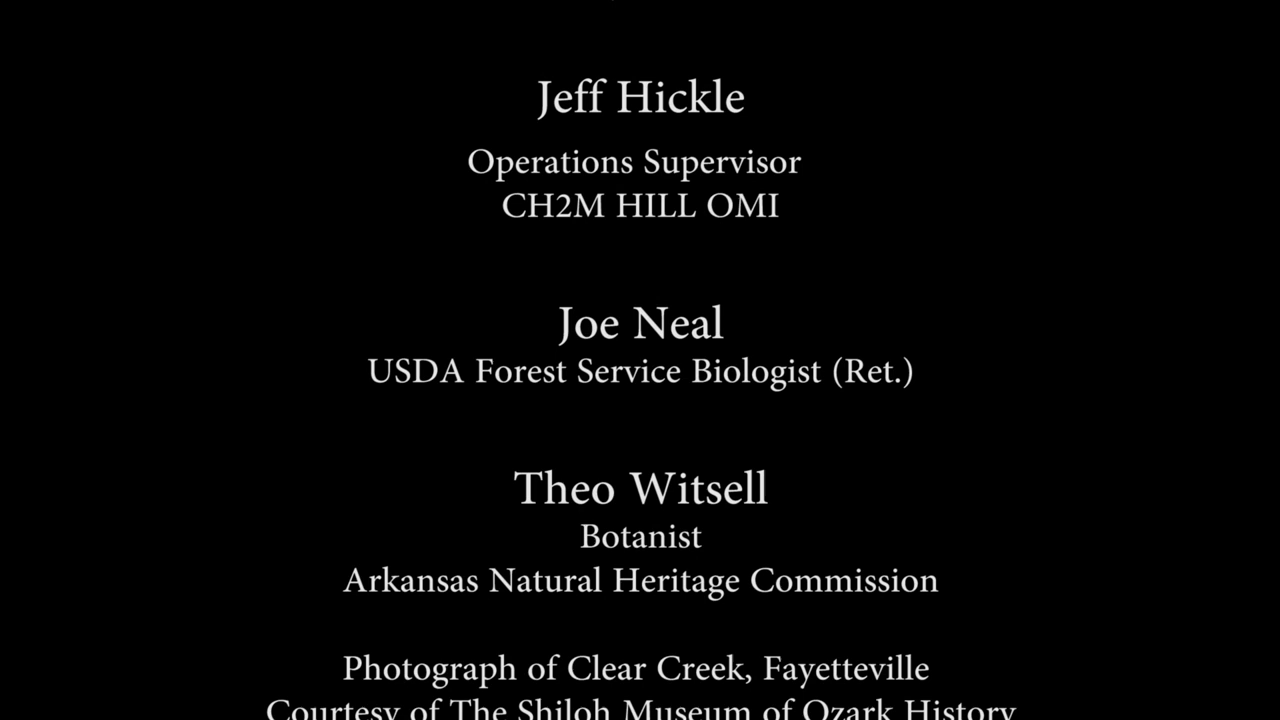 Jeff Hickle
Operations Supervisor
CH2M HILL OMI
Joe Neal
USDA Forest Service Biologist (Ret.)
Theo Witsell
Botanist
Arkansas Natural Heritage Commission
Photograph of Clear Creek, Fayetteville
Courtesy of The Shiloh Museum of Ozark History